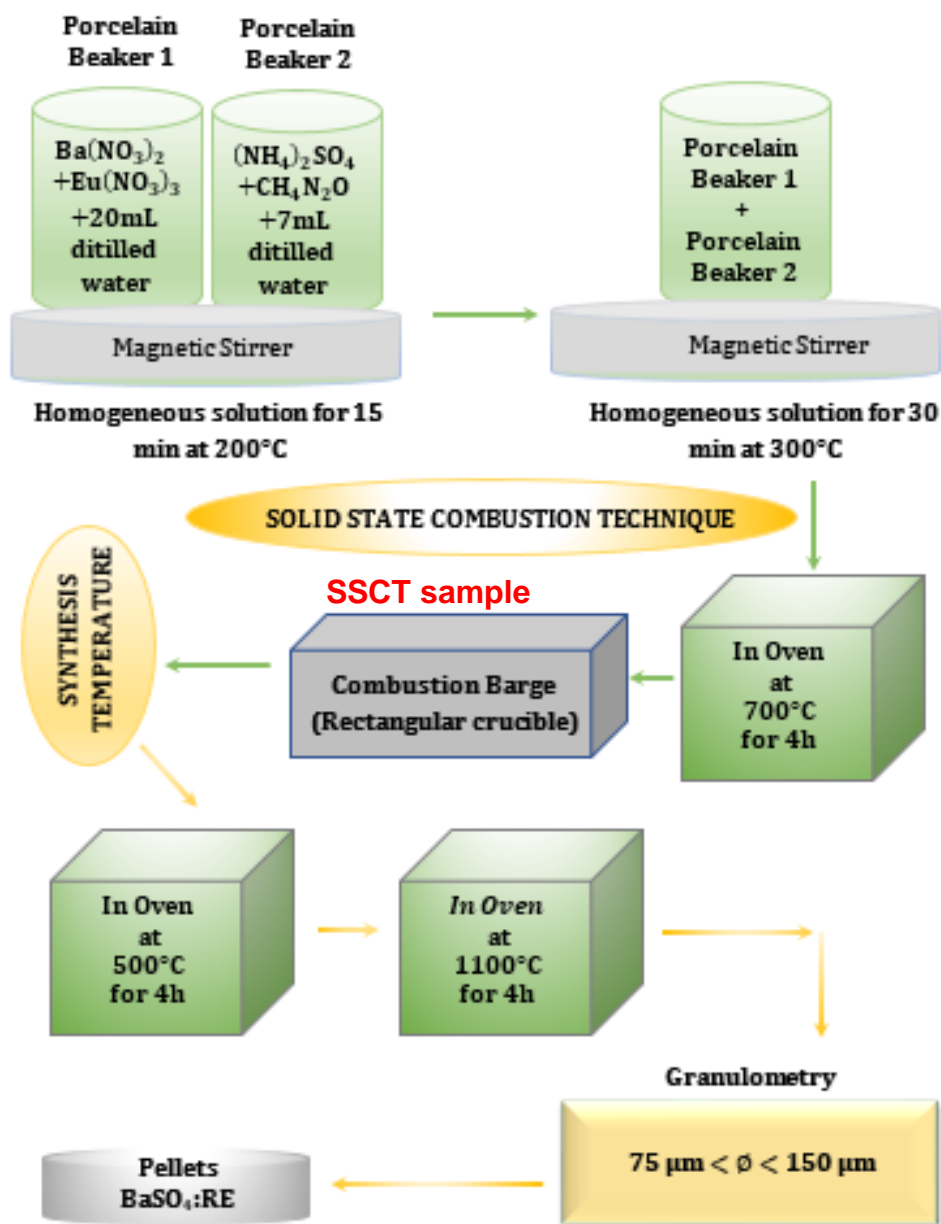 Porcelain
Beaker 1
Porcelain
Beaker 2
Ba(NO₃)₂
+Eu(NO₃)₃
+20mL
ditilled
water
(NH₄)₂SO₄
+CH₄N₂O
+7mL
ditilled
water
Magnetic Stirrer
Homogeneous solution for 15
min at 200°C
Porcelain
Beaker 1
+
Porcelain
Beaker 2
Magnetic Stirrer
Homogeneous solution for 30
min at 300°C
SOLID STATE COMBUSTION TECHNIQUE
In Oven
at
700°C
for 4h
SSCT sample
Combustion Barge
(Rectangular crucible)
SYNTHESIS
TEMPERATURE
In Oven
at
500°C
for 4h
In Oven
at
1100°C
for 4h
Granulometry
75 µm < ø < 150 µm
Pellets
BaSO₄:RE